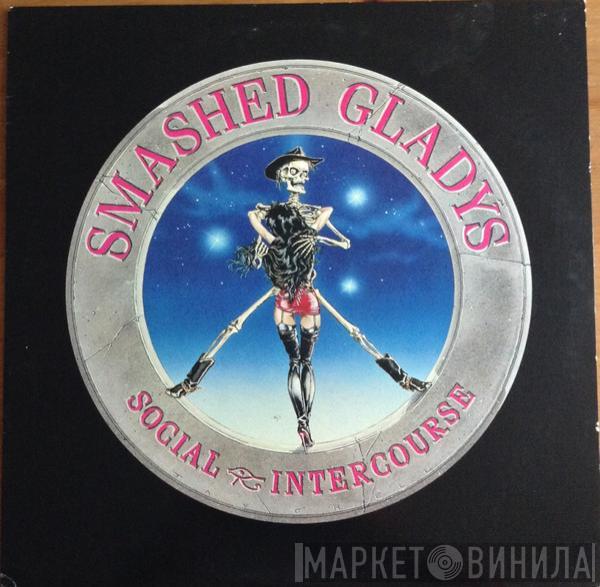 SMASHED GLADYS
SOCIAL INTERCOURSE
МАРКЕТ ВИНИЛА